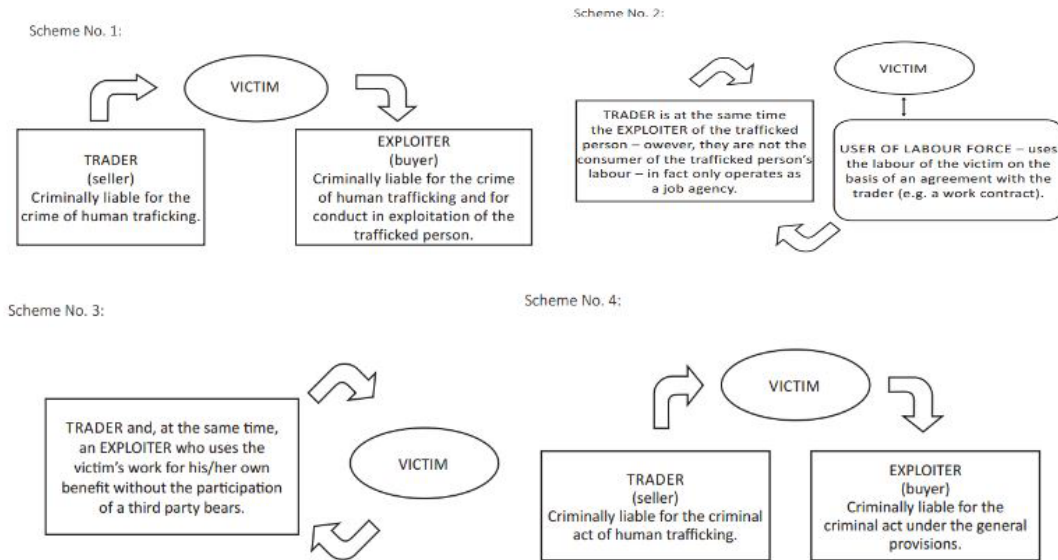 Scheme No. 1:
VICTIM
TRADER
(seller)
Criminally liable for the
crime of human traficking.
EXPLOITER
(buyer)
Criminally liable for the crime
of human trafficking and for
conduct in exploitation of the
trafficked person.
Scheme No. 2:
VICTIM
TRADER is at the same time
the EXPLOITER of the trafficked
person – owever, they are not the
consumer of the trafficked person's
labour – in fact only operates as
a job agency.
USER OF LABOUR FORCE – uses
the labour of the victim on the
basis of an agreement with the
trader (e.g. a work contract).
Scheme No. 3:
TRADER and, at the same time,
an EXPLOITER who uses the
victim's work for his/her own
benefit without the participation
of a third party bears.
VICTIM
Scheme No. 4:
VICTIM
TRADER
(seller)
Criminally liable for the criminal
act of human trafficking.
EXPLOITER
(buyer)
Criminally liable for the
criminal act under the general
provisions.